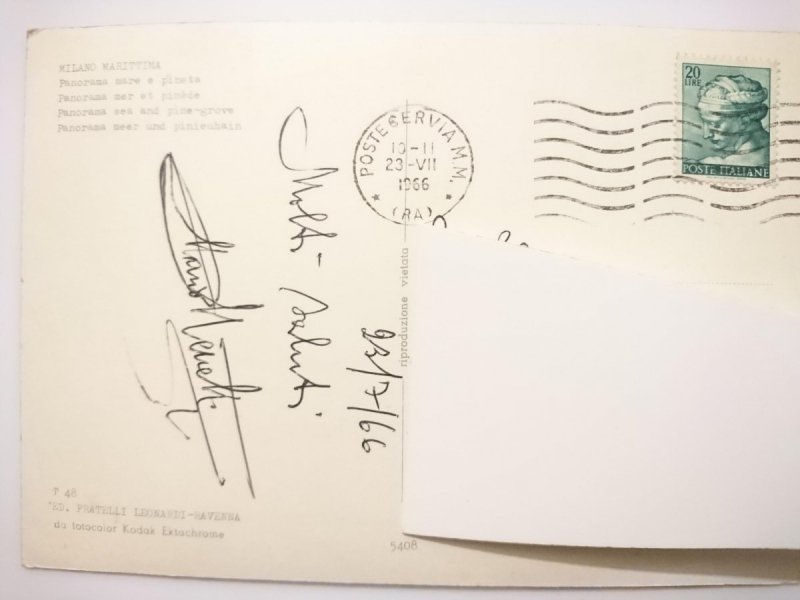 MILANO MARITTIMA
Panorama mare e pineta
Panorama mer et pinède
Panorama sea and pine-grove
Panorama meer und pinieuhain
POSTE CERVIA M.M.
10-11
23-VII
1966
(RA)
20
LIRE
POSTE ITALIANE
Molti saluti
23/7/66
riproduzione vietata
T 48
ED. FRATELLI LEONARDI-RAVENNA
da fotocolor Kodak Ektachrome
5408